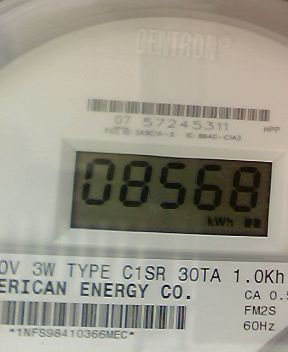 CENTRON®
07 57245311
HPP
08568
kWh
0V 3W TYPE C1SR 30TA 1.0Kh
ERICAN ENERGY CO.
CA 0.5
FM2S
60Hz
*1NFS98410366MEC*